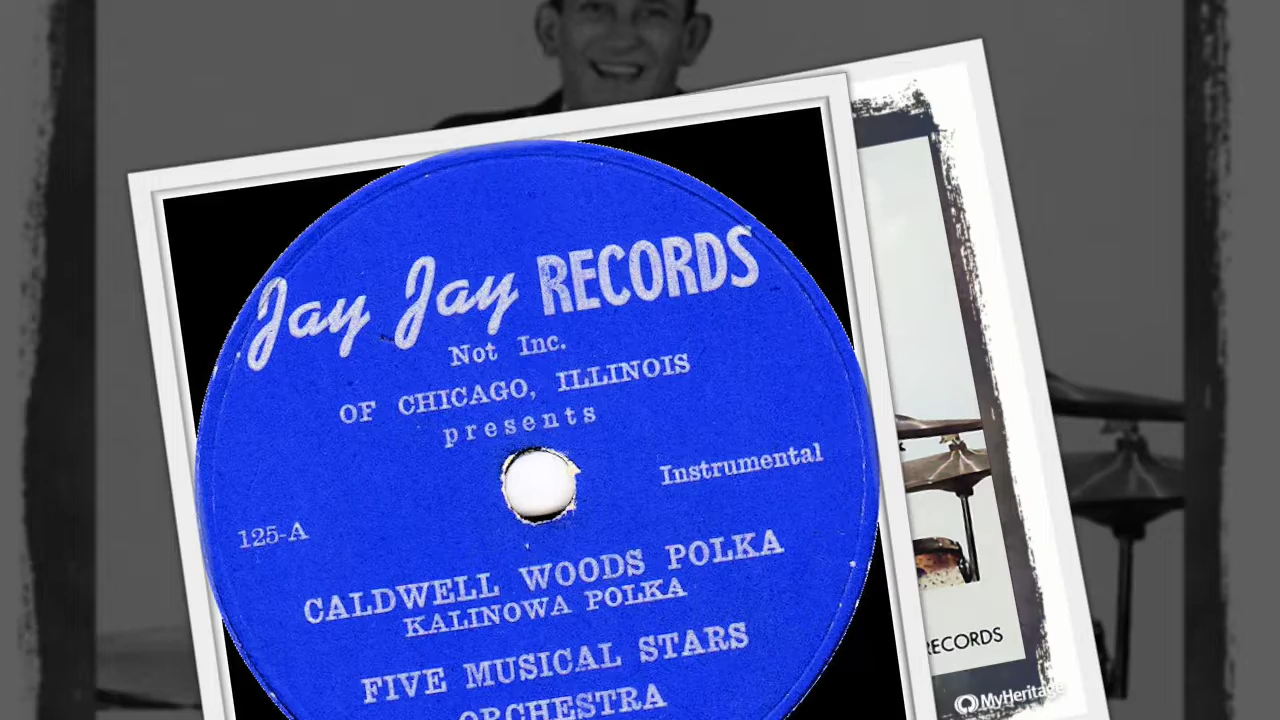 Jay Jay RECORDS
Not Inc.
OF CHICAGO, ILLINOIS
presents
Instrumental
125-A
CALDWELL WOODS POLKA
KALINOWA POLKA
FIVE MUSICAL STARS
ORCHESTRA
RECORDS
MyHeritage